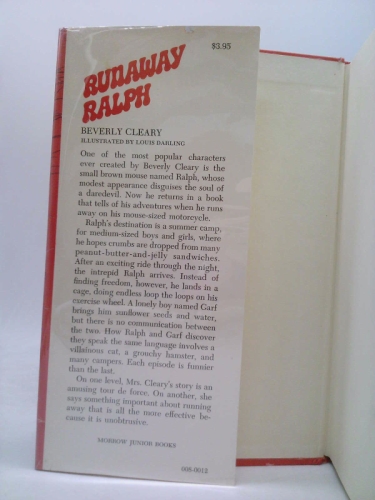 $3.95
RUNAWAY
RALPH
BEVERLY CLEARY
ILLUSTRATED BY LOUIS DARLING
One of the most popular characters
ever created by Beverly Cleary is the
small brown mouse named Ralph, whose
modest appearance disguises the soul of
a daredevil. Now he returns in a book
that tells of his adventures when he runs
away on his mouse-sized motorcycle.
Ralph's destination is a summer camp,
for medium-sized boys and girls, where
he hopes crumbs are dropped from many
peanut-butter-and-jelly sandwiches.
After an exciting ride through the night,
the intrepid Ralph arrives. Instead of
finding freedom, however, he lands in a
cage, doing endless loop the loops on his
exercise wheel. A lonely boy named Garf
brings him sunflower seeds and water,
but there is no communication between
the two. How Ralph and Garf discover
they speak the same language involves a
villainous cat, a grouchy hamster, and
many campers. Each episode is funnier
than the last.
On one level, Mrs. Cleary's story is an
amusing tour de force. On another, she
says something important about running
away that is all the more effective be-
cause it is unobtrusive.
MORROW JUNIOR BOOKS
008-0012